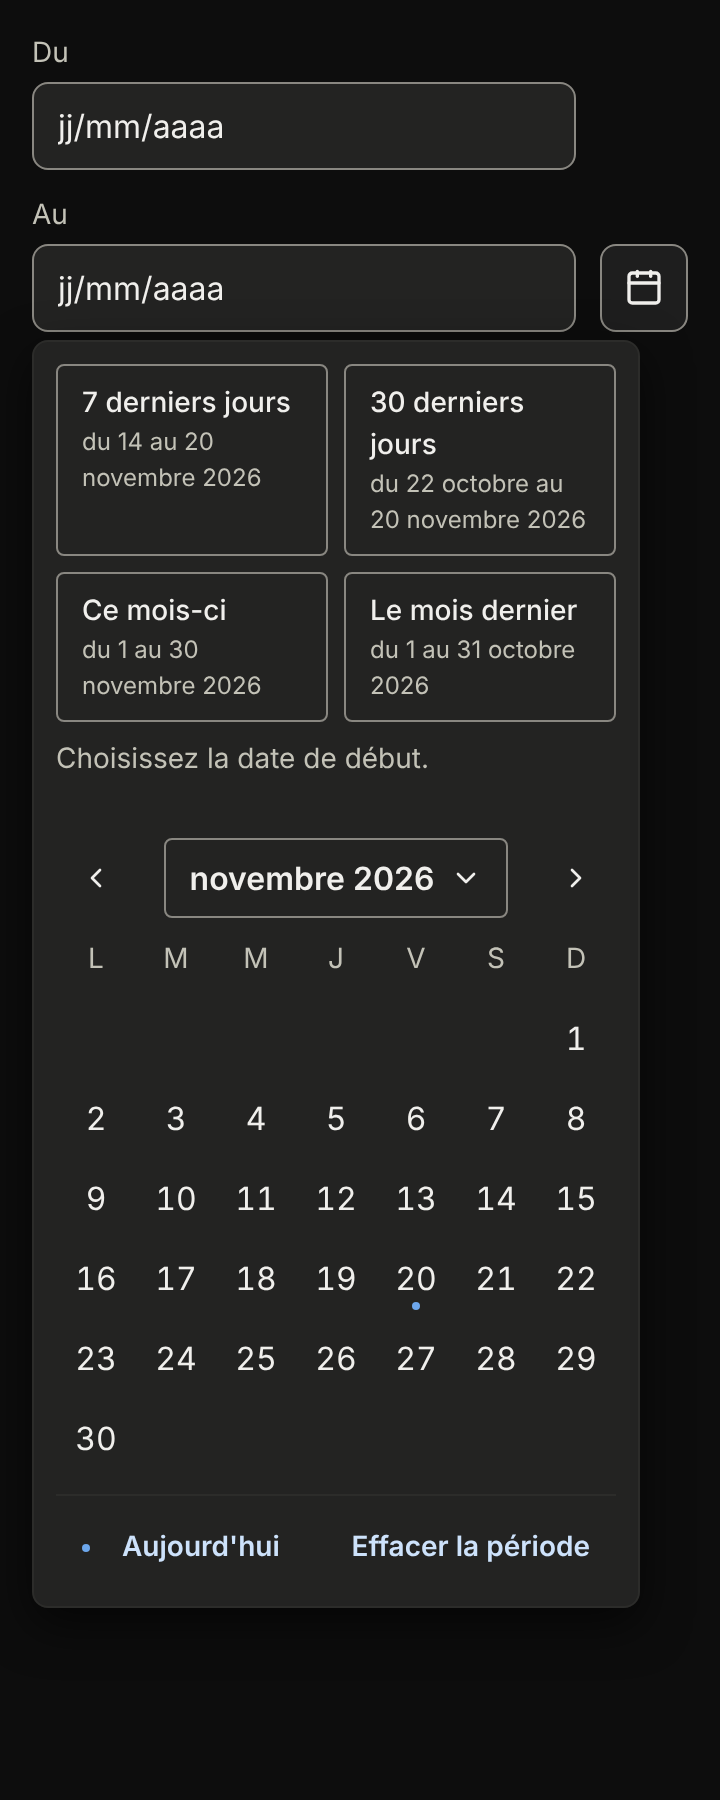 Du
jj/mm/aaaa
Au
jj/mm/aaaa
7 derniers jours
du 14 au 20
novembre 2026
30 derniers
jours
du 22 octobre au
20 novembre 2026
Ce mois-ci
du 1 au 30
novembre 2026
Le mois dernier
du 1 au 31 octobre
2026
Choisissez la date de début.
novembre 2026
L M M J V S D
1
2 3 4 5 6 7 8
9 10 11 12 13 14 15
16 17 18 19 20 21 22
23 24 25 26 27 28 29
30
Aujourd'hui Effacer la période